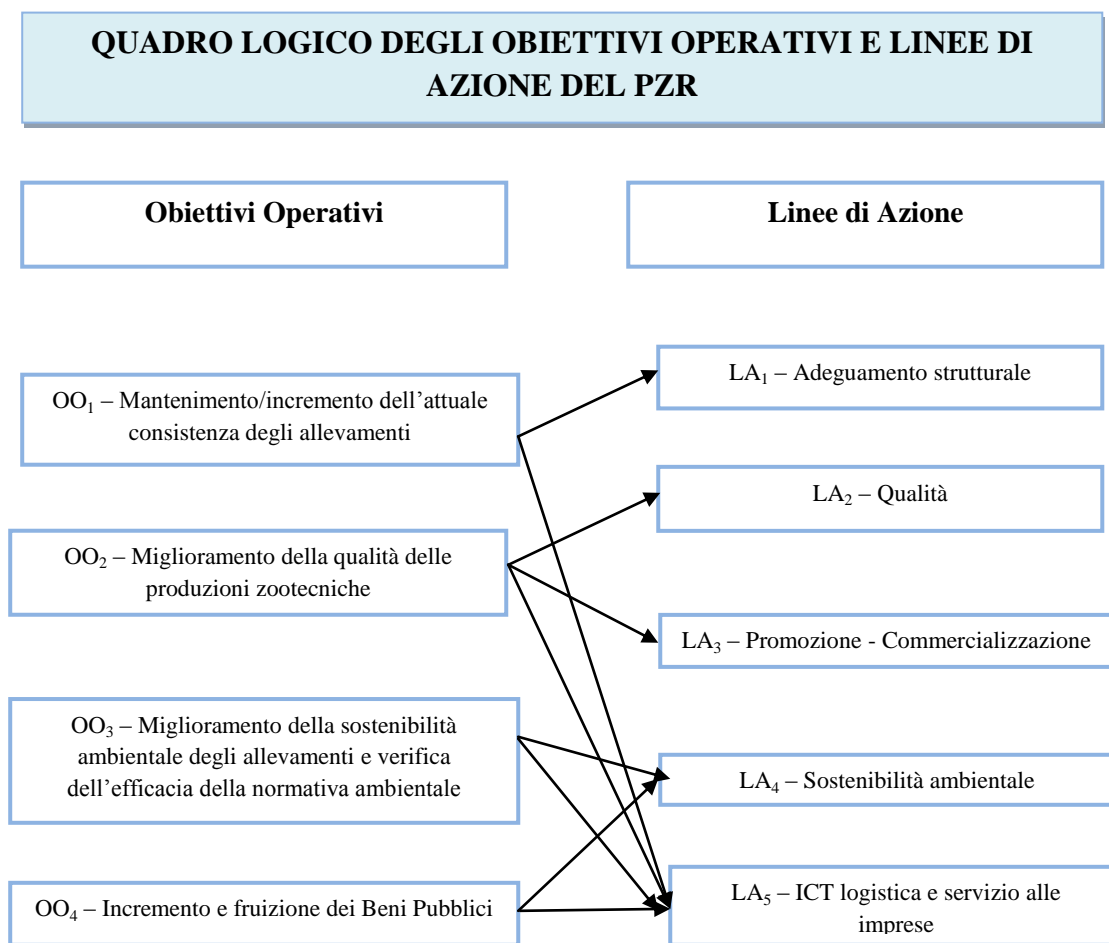 QUADRO LOGICO DEGLI OBIETTIVI OPERATIVI E LINEE DI
AZIONE DEL PZR
Obiettivi Operativi
Linee di Azione
OO₁ – Mantenimento/incremento dell’attuale
consistenza degli allevamenti
OO₂ – Miglioramento della qualità delle
produzioni zootecniche
OO₃ – Miglioramento della sostenibilità
ambientale degli allevamenti e verifica
dell’efficacia della normativa ambientale
OO₄ – Incremento e fruizione dei Beni Pubblici
LA₁ – Adeguamento strutturale
LA₂ – Qualità
LA₃ – Promozione - Commercializzazione
LA₄ – Sostenibilità ambientale
LA₅ – ICT logistica e servizio alle
imprese